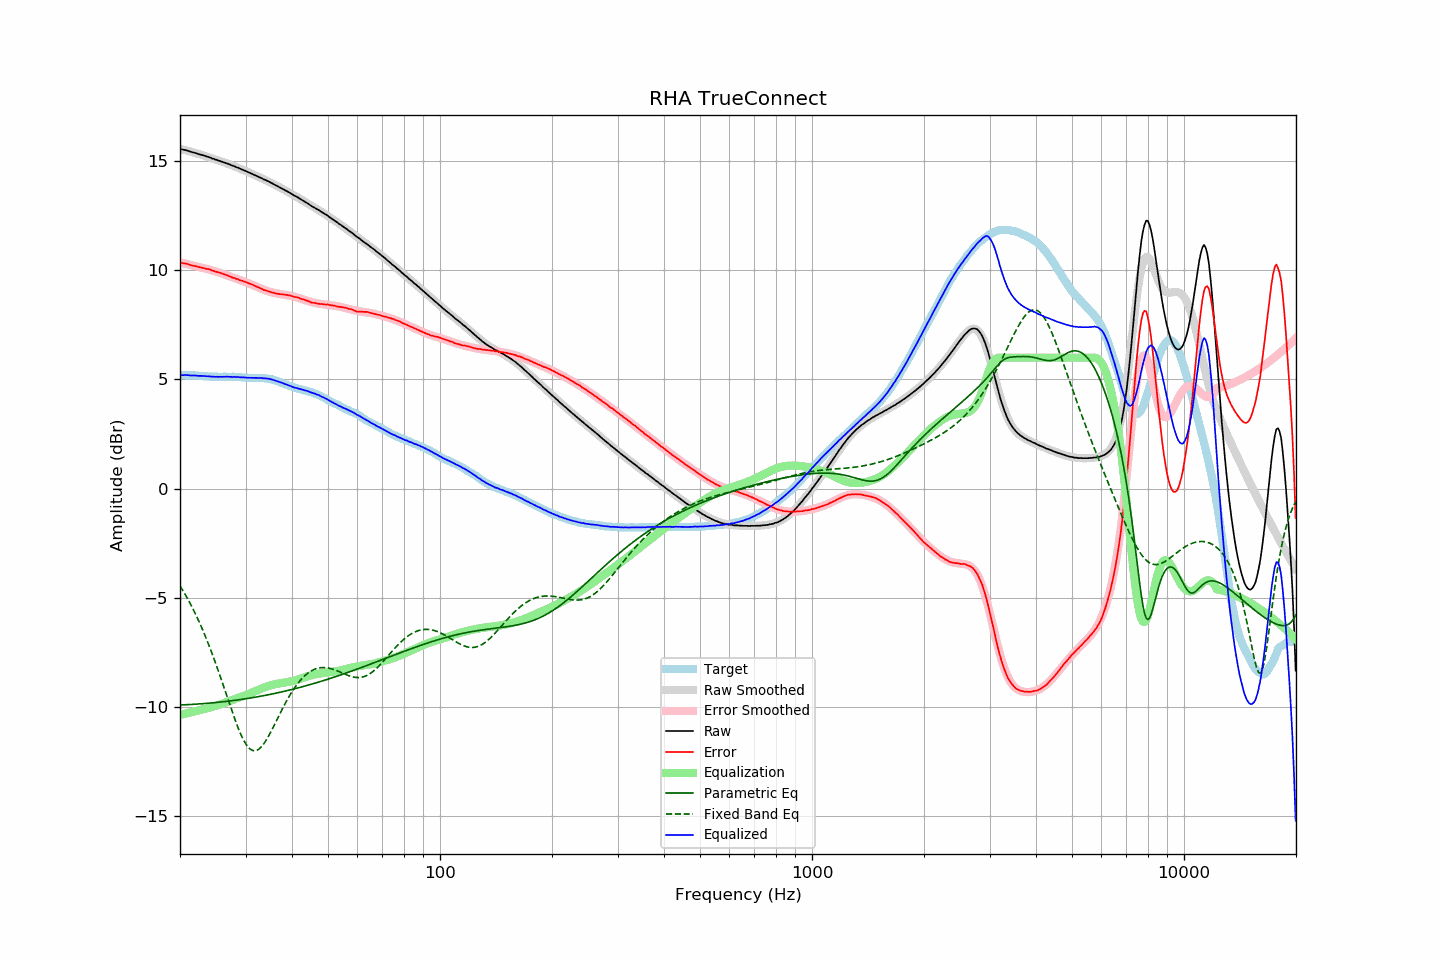 RHA TrueConnect
Amplitude (dBr)
15
10
5
0
−5
−10
−15
Target
Raw Smoothed
Error Smoothed
Raw
Error
Equalization
Parametric Eq
Fixed Band Eq
Equalized
100
1000
10000
Frequency (Hz)